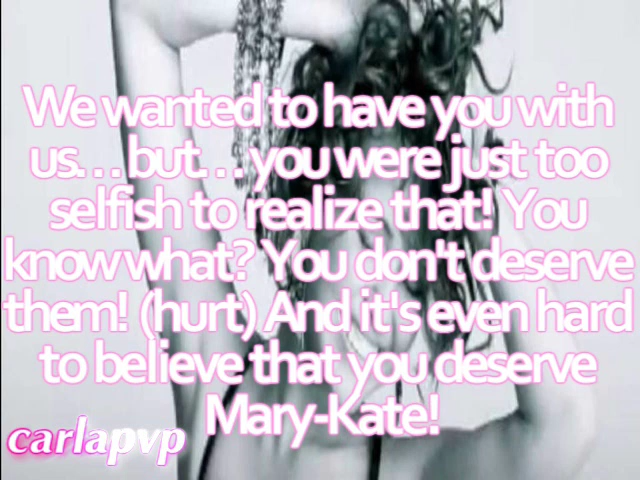 We wanted to have you with
us…but…you were just too
selfish to realize that! You
know what? You don't deserve
them! (hurt) And it's even hard
to believe that you deserve
Mary-Kate!
carlapvp